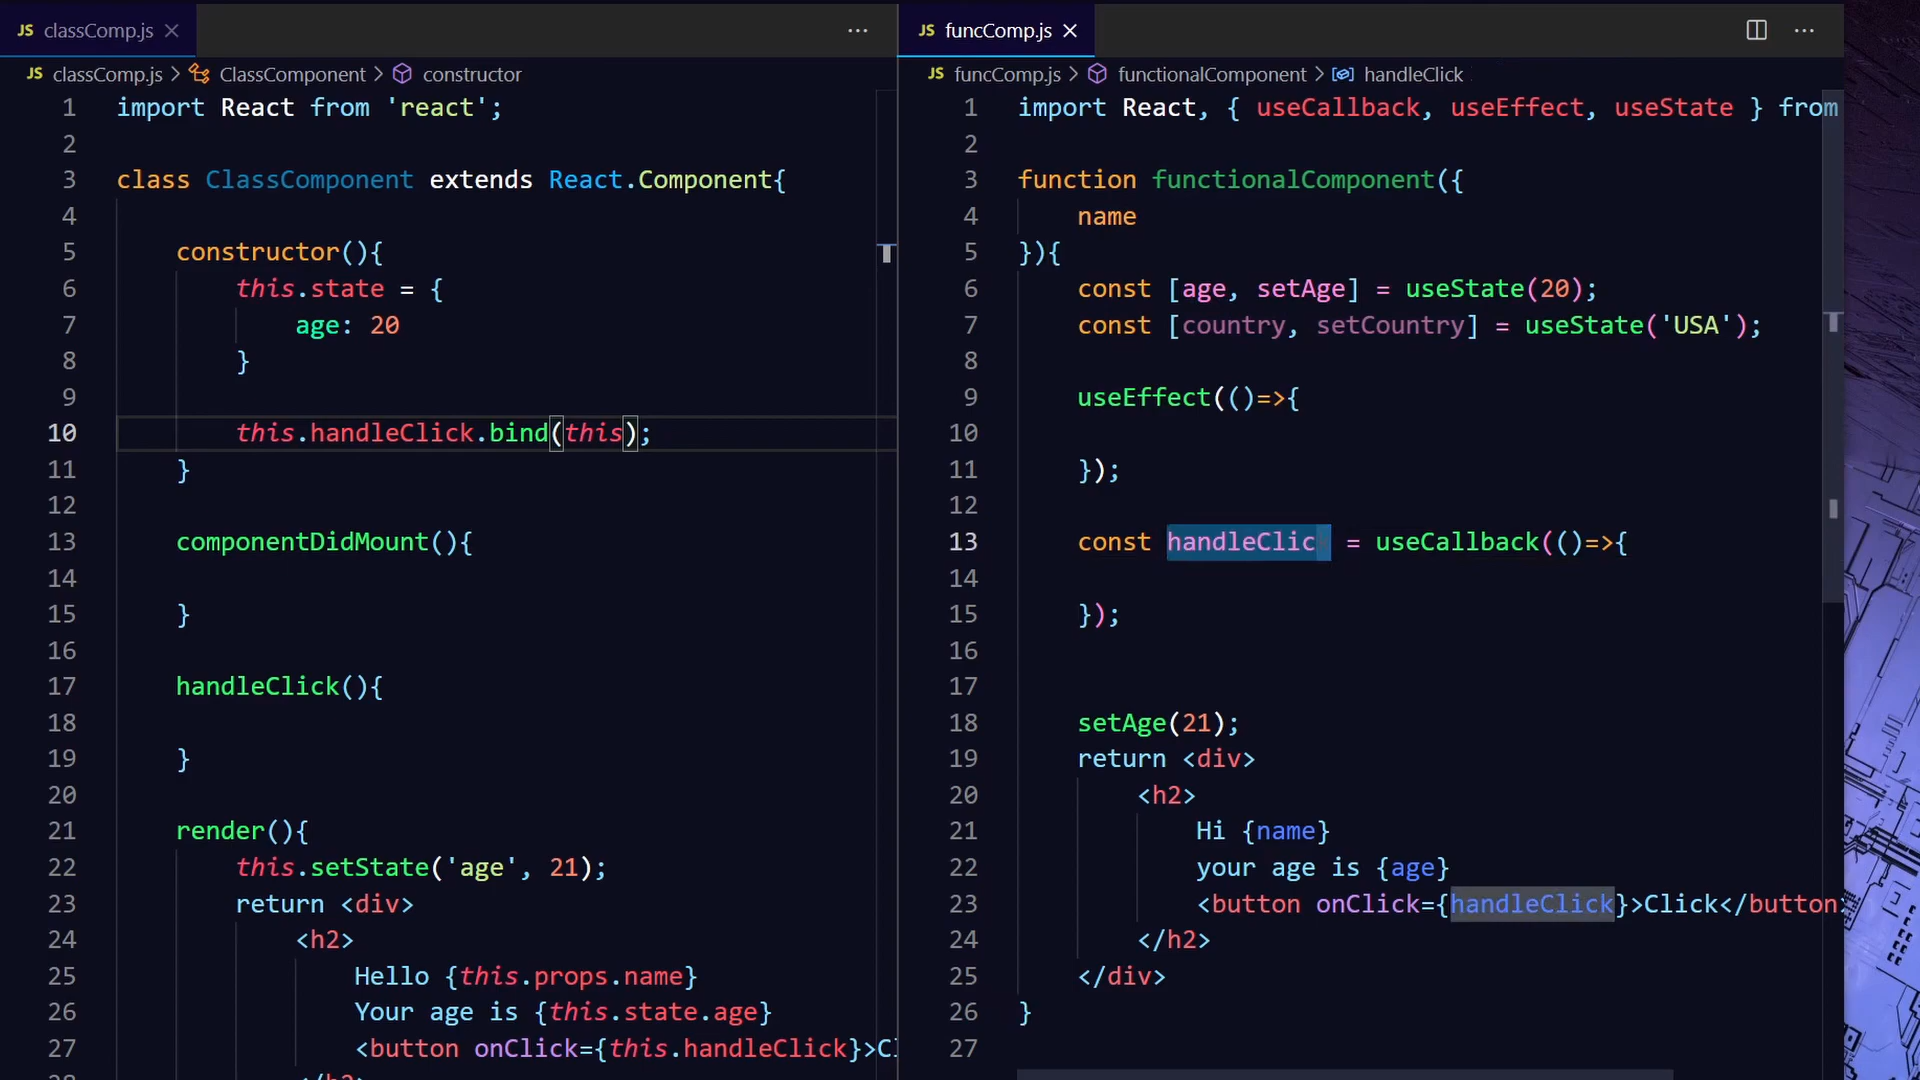 JS classComp.js
JS classComp.js > ClassComponent > constructor
1 import React from 'react';
2
3 class ClassComponent extends React.Component{
4
5 constructor(){
6 this.state = {
7 age: 20
8 }
9
10 this.handleClick.bind(this);
11 }
12
13 componentDidMount(){
14
15 }
16
17 handleClick(){
18
19 }
20
21 render(){
22 this.setState('age', 21);
23 return <div>
24 <h2>
25 Hello {this.props.name}
26 Your age is {this.state.age}
27 <button onClick={this.handleClick}>Cl
JS funcComp.js
JS funcComp.js > functionalComponent > handleClick
1 import React, { useCallback, useEffect, useState } from
2
3 function functionalComponent({
4 name
5 }){
6 const [age, setAge] = useState(20);
7 const [country, setCountry] = useState('USA');
8
9 useEffect(()=>{
10
11 });
12
13 const handleClick = useCallback(()=>{
14
15 });
16
17
18 setAge(21);
19 return <div>
20 <h2>
21 Hi {name}
22 your age is {age}
23 <button onClick={handleClick}>Click</button>
24 </h2>
25 </div>
26 }
27